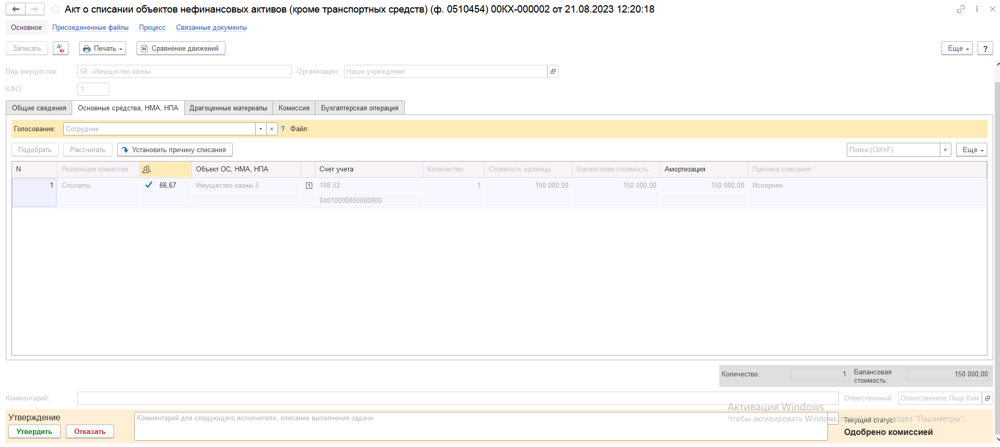 Акт о списании объектов нефинансовых активов (кроме транспортных средств) (ф. 0510454) 00КХ-000002 от 21.08.2023 12:20:18
Основное Присоединенные файлы Процесс Связанные документы
Записать Дт Кт Печать Сравнение движений Еще ?
Вид имущества: 50 - Имущество казны Организация: Наше учреждение
КФО: 1
Общие сведения Основные средства, НМА, НПА Драгоценные материалы Комиссия Бухгалтерская операция
Голосование: Сотрудник ? Файл:
Подобрать Рассчитать Установить причину списания Поиск (Ctrl+F) × Еще
N Резолюция комиссии Объект ОС, НМА, НПА Счет учета Количество Стоимость единицы Балансовая стоимость Амортизация Причина списания
1 Списать 66,67 Имущество казны 5 1 108.52 1 150 000,00 150 000,00 150 000,00 Испорчен
04010000000000000
Количество: 1 Балансовая стоимость: 150 000,00
Комментарий: Ответственный: Ответственное Лицо Ком
Активация Windows
Чтобы активировать Windows, перейдите в раздел "Параметры".
Утверждение Комментарий для следующего исполнителя, описание выполнения задачи ... Текущий статус:
Утвердить Отказать Одобрено комиссией